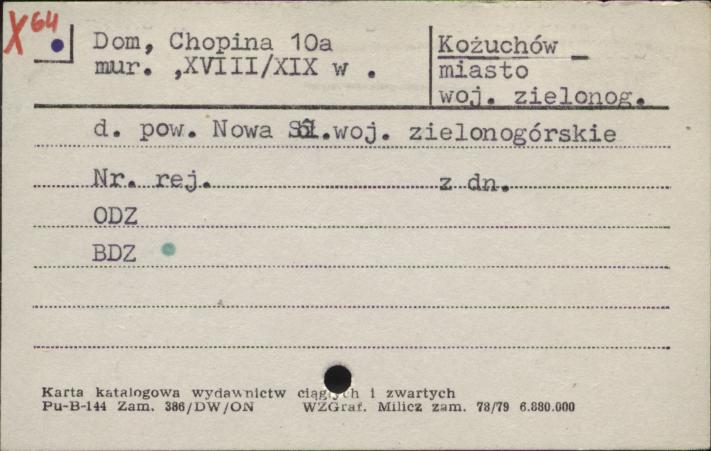 X 64
Dom, Chopina 10a
mur. ,XVIII/XIX w .
Kożuchów
miasto
woj. zielonog.
d. pow. Nowa Sól.woj. zielonogórskie
Nr. rej. z dn.
ODZ
BDZ
Karta katalogowa wydawnictw ciągłych i zwartych
Pu-B-144 Zam. 386/DW/ON WZGraf. Milicz zam. 78/79 6.880.000